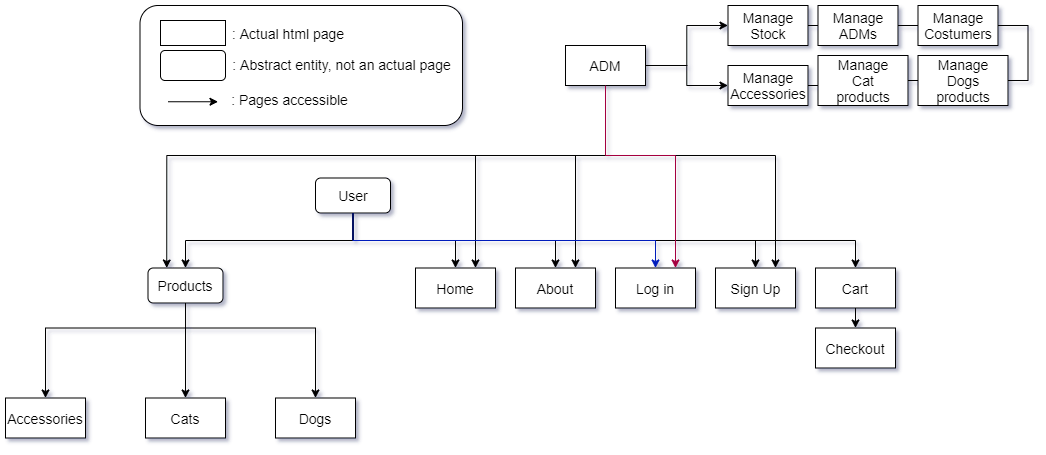 : Actual html page
: Abstract entity, not an actual page
: Pages accessible
ADM
Manage
Stock
Manage
ADMs
Manage
Costumers
Manage
Accessories
Manage
Cat
products
Manage
Dogs
products
User
Products
Home
About
Log in
Sign Up
Cart
Checkout
Accessories
Cats
Dogs